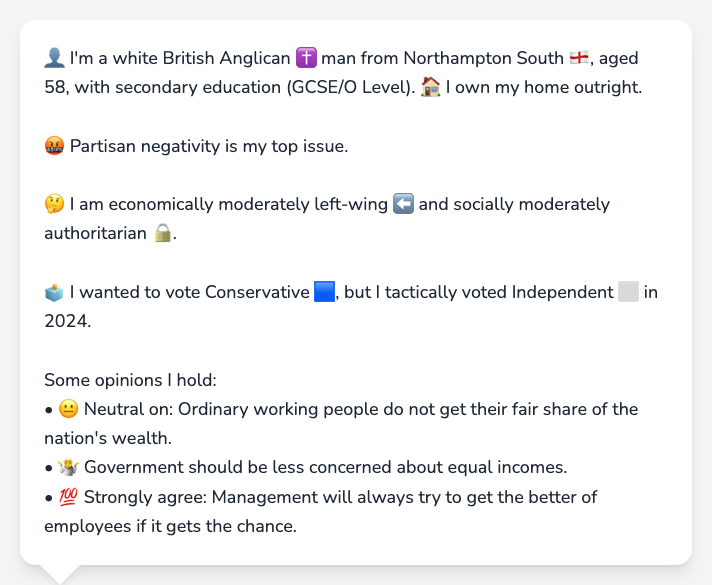 👤 I'm a white British Anglican ✝️ man from Northampton South 🏴󠁧󠁢󠁥󠁮󠁧󠁿, aged
58, with secondary education (GCSE/O Level). 🏠 I own my home outright.
🤬 Partisan negativity is my top issue.
🤔 I am economically moderately left-wing ⬅️ and socially moderately
authoritarian 🔒.
🗳️ I wanted to vote Conservative 🟦, but I tactically voted Independent ⬜ in
2024.
Some opinions I hold:
• 😐 Neutral on: Ordinary working people do not get their fair share of the
nation's wealth.
• 🤷 Government should be less concerned about equal incomes.
• 💯 Strongly agree: Management will always try to get the better of
employees if it gets the chance.